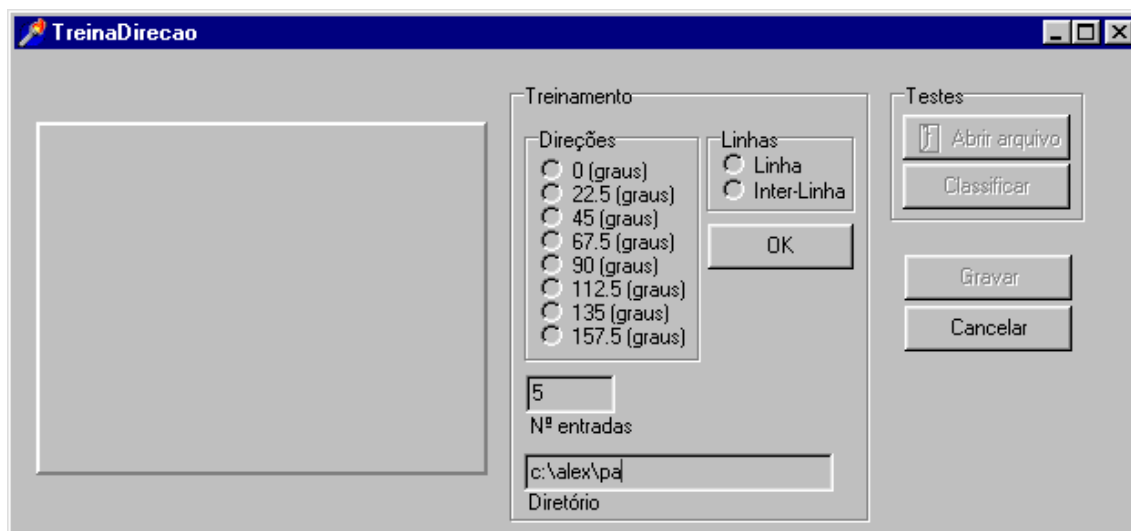 TreinaDirecao
Treinamento
Direções
0 (graus)
22.5 (graus)
45 (graus)
67.5 (graus)
90 (graus)
112.5 (graus)
135 (graus)
157.5 (graus)
Linhas
Linha
Inter-Linha
OK
5
Nº entradas
c:\alex\pa
Diretório
Testes
Abrir arquivo
Classificar
Gravar
Cancelar